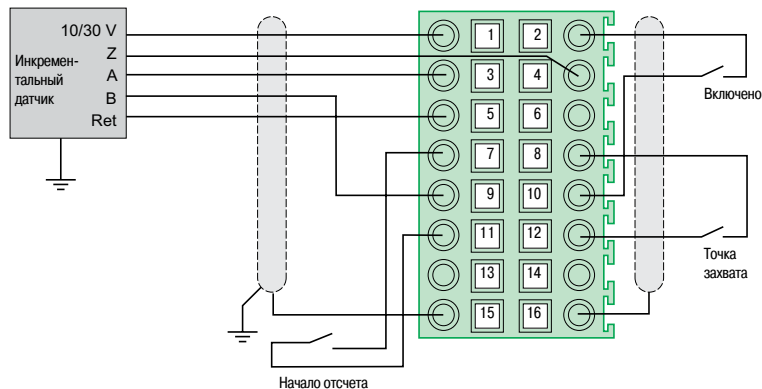 10/30 V
Z
A
B
Ret
Инкремен-
тальный
датчик
1 2
3 4
5 6
7 8
9 10
11 12
13 14
15 16
Включено
Точка
захвата
Начало отсчета